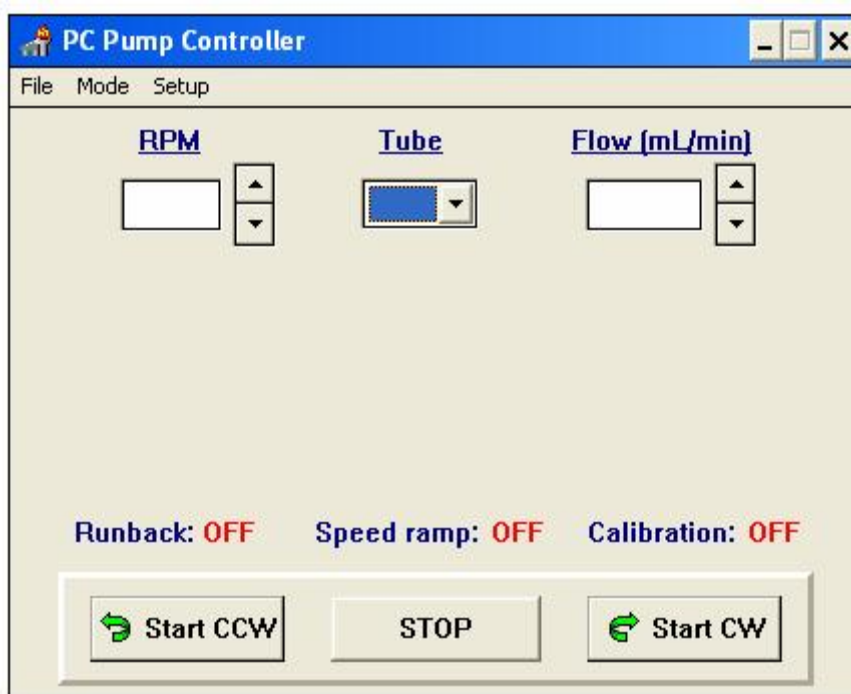 PC Pump Controller
File Mode Setup
RPM Tube Flow (mL/min)
Runback: OFF Speed ramp: OFF Calibration: OFF
Start CCW STOP Start CW